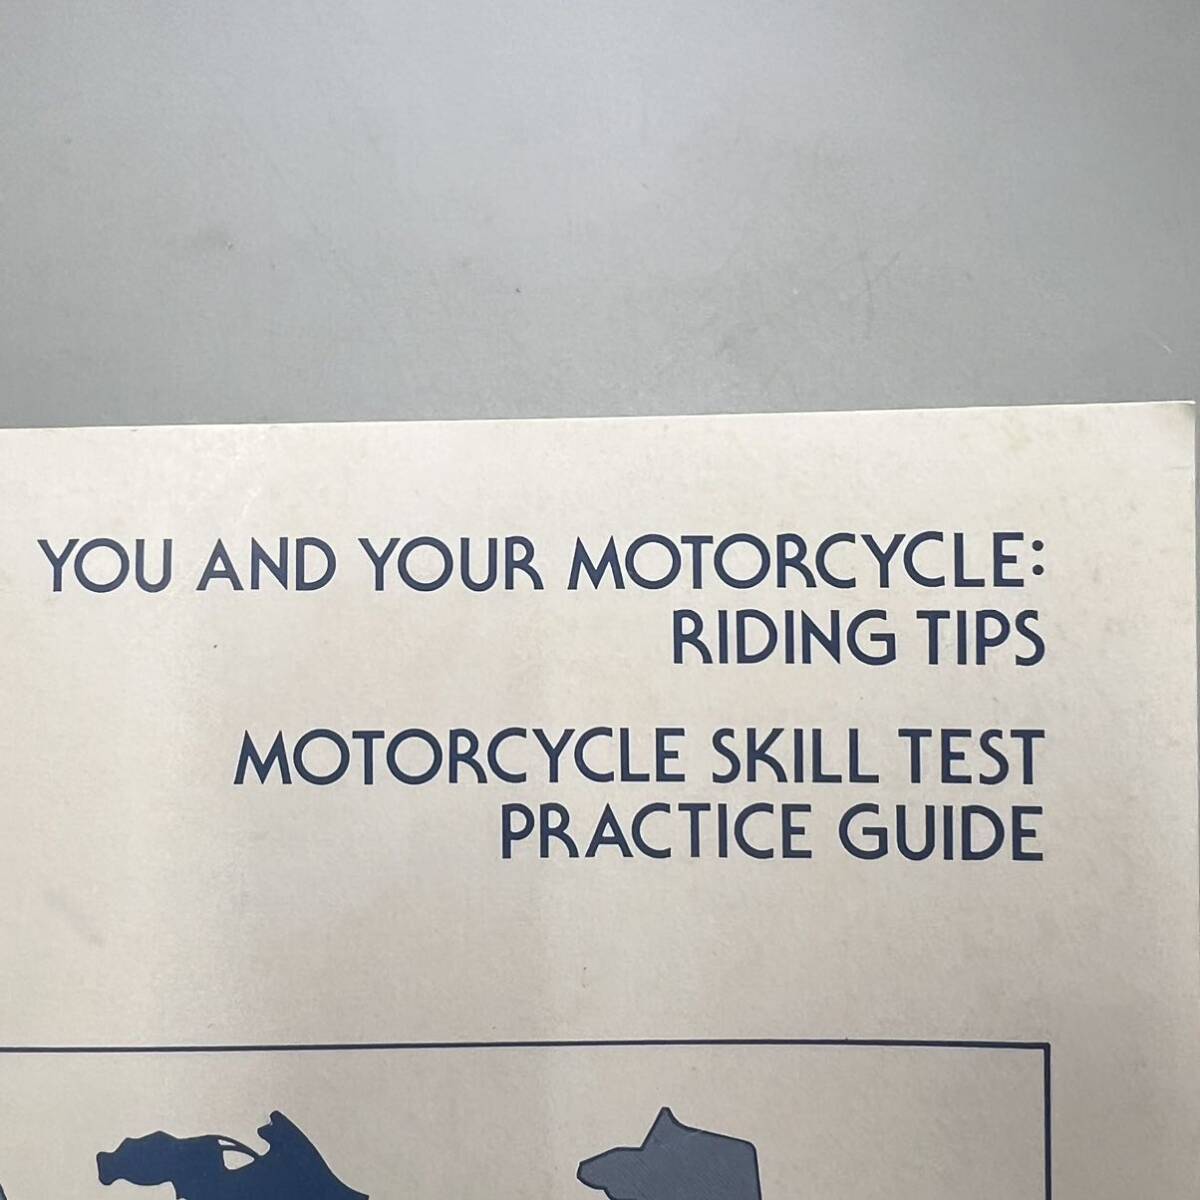 YOU AND YOUR MOTORCYCLE:
RIDING TIPS
MOTORCYCLE SKILL TEST
PRACTICE GUIDE